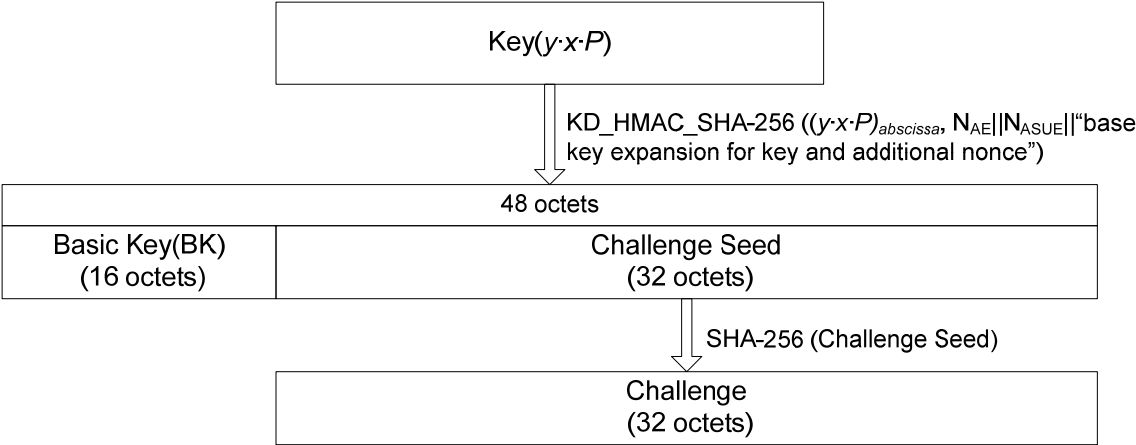 Key(y·x·P)
KD_HMAC_SHA-256 ((y·x·P)abscissa, NAE||NASUE||“base
key expansion for key and additional nonce”)
48 octets
Basic Key(BK)
(16 octets)
Challenge Seed
(32 octets)
SHA-256 (Challenge Seed)
Challenge
(32 octets)